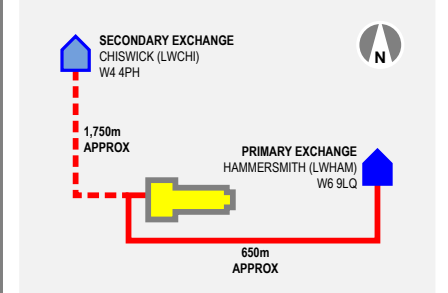 SECONDARY EXCHANGE
CHISWICK (LWCHI)
W4 4PH
N
1,750m
APPROX
PRIMARY EXCHANGE
HAMMERSMITH (LWHAM)
W6 9LQ
650m
APPROX